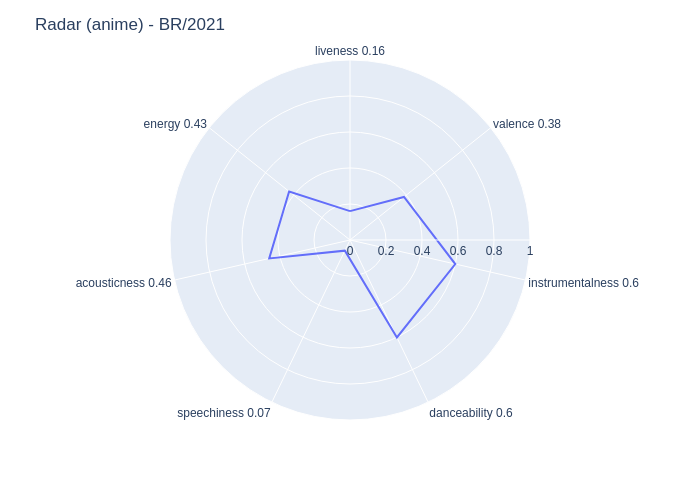 Radar (anime) - BR/2021
liveness 0.16
energy 0.43
valence 0.38
0 0.2 0.4 0.6 0.8 1
acousticness 0.46
instrumentalness 0.6
speechiness 0.07
danceability 0.6